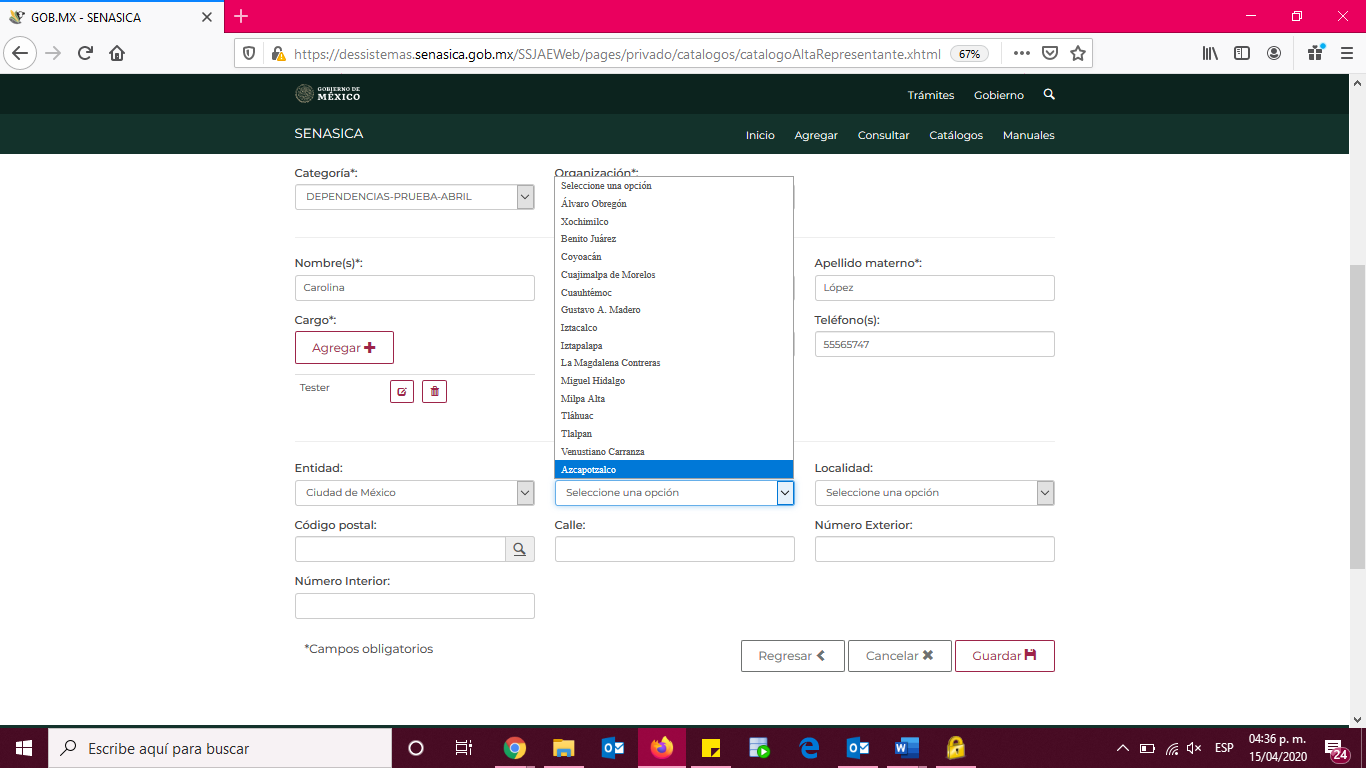 GOB.MX - SENASICA
https://dessistemas.senasica.gob.mx/SSJAEWeb/pages/privado/catalogos/catalogoAltaRepresentante.xhtml 67%
GOBIERNO DE
MÉXICO
Trámites Gobierno
SENASICA
Inicio Agregar Consultar Catálogos Manuales
Categoría*: Organización*:
DEPENDENCIAS-PRUEBA-ABRIL
Seleccione una opción
Álvaro Obregón
Xochimilco
Benito Juárez
Coyoacán
Cuajimalpa de Morelos
Cuauhtémoc
Gustavo A. Madero
Iztacalco
Iztapalapa
La Magdalena Contreras
Miguel Hidalgo
Milpa Alta
Tláhuac
Tlalpan
Venustiano Carranza
Azcapotzalco
Nombre(s)*: Apellido materno*:
Carolina López
Cargo*: Teléfono(s):
Agregar 55565747
Tester
Entidad: Localidad:
Ciudad de México Seleccione una opción Seleccione una opción
Código postal: Calle: Número Exterior:
Número Interior:
*Campos obligatorios
Regresar Cancelar Guardar
Escribe aquí para buscar
ESP
04:36 p. m.
15/04/2020
24